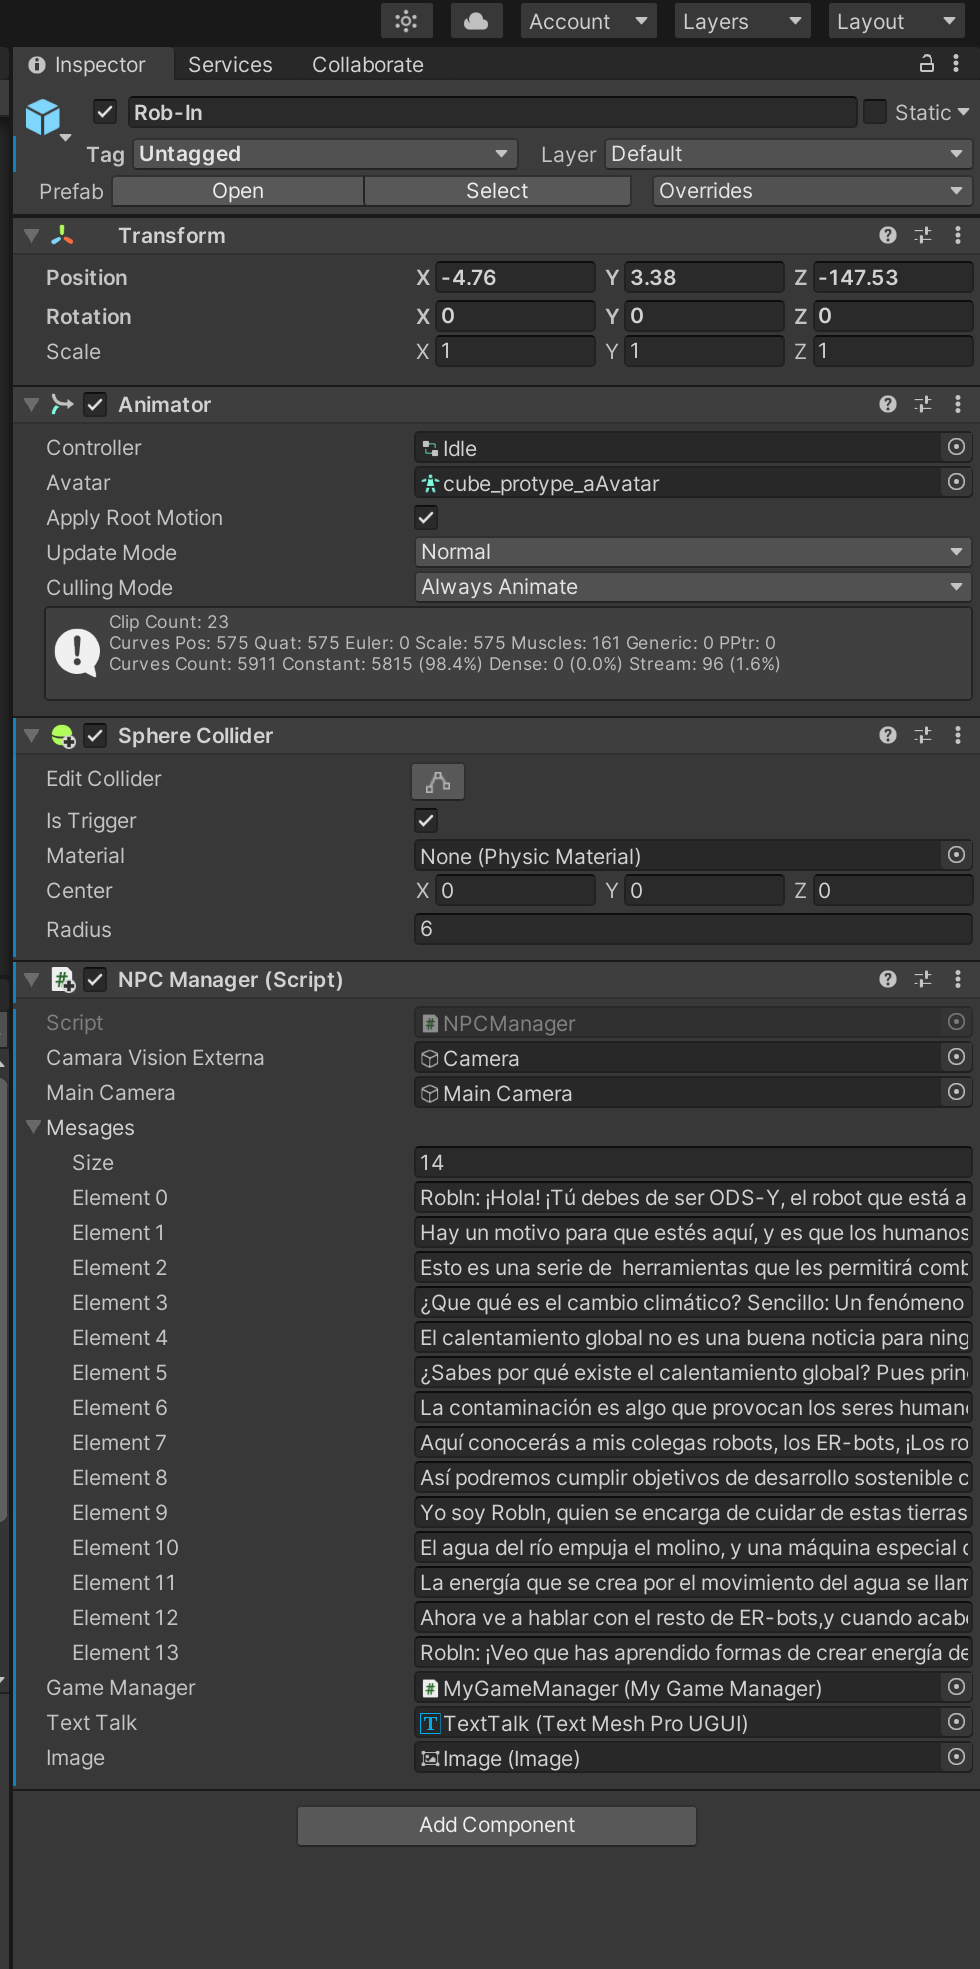 Account Layers Layout
Inspector Services Collaborate
Rob-In Static
Tag Untagged Layer Default
Prefab Open Select Overrides
Transform
Position X -4.76 Y 3.38 Z -147.53
Rotation X 0 Y 0 Z 0
Scale X 1 Y 1 Z 1
Animator
Controller Idle
Avatar cube_protype_aAvatar
Apply Root Motion
Update Mode Normal
Culling Mode Always Animate
Clip Count: 23
Curves Pos: 575 Quat: 575 Euler: 0 Scale: 575 Muscles: 161 Generic: 0 PPtr: 0
Curves Count: 5911 Constant: 5815 (98.4%) Dense: 0 (0.0%) Stream: 96 (1.6%)
Sphere Collider
Edit Collider
Is Trigger
Material None (Physic Material)
Center X 0 Y 0 Z 0
Radius 6
NPC Manager (Script)
Script NPCManager
Camara Vision Externa Camera
Main Camera Main Camera
Mesages
Size 14
Element 0 RobIn: ¡Hola! ¡Tú debes de ser ODS-Y, el robot que está a
Element 1 Hay un motivo para que estés aquí, y es que los humanos
Element 2 Esto es una serie de  herramientas que les permitirá comb
Element 3 ¿Que qué es el cambio climático? Sencillo: Un fenómeno
Element 4 El calentamiento global no es una buena noticia para ning
Element 5 ¿Sabes por qué existe el calentamiento global? Pues prin
Element 6 La contaminación es algo que provocan los seres human
Element 7 Aquí conocerás a mis colegas robots, los ER-bots, ¡Los ro
Element 8 Así podremos cumplir objetivos de desarrollo sostenible c
Element 9 Yo soy RobIn, quien se encarga de cuidar de estas tierras
Element 10 El agua del río empuja el molino, y una máquina especial
Element 11 La energía que se crea por el movimiento del agua se llam
Element 12 Ahora ve a hablar con el resto de ER-bots,y cuando acab
Element 13 RobIn: ¡Veo que has aprendido formas de crear energía de
Game Manager MyGameManager (My Game Manager)
Text Talk TextTalk (Text Mesh Pro UGUI)
Image Image (Image)
Add Component